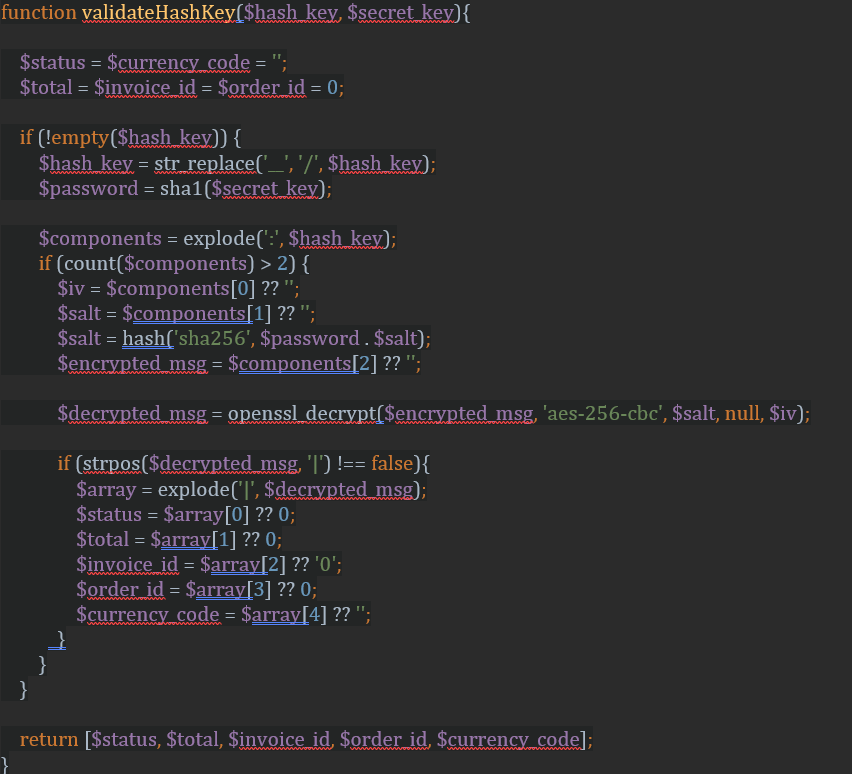 function validateHashKey($hash_key, $secret_key){
$status = $currency_code = '';
$total = $invoice_id = $order_id = 0;
if (!empty($hash_key)) {
$hash_key = str_replace('__', '/', $hash_key);
$password = sha1($secret_key);
$components = explode(':', $hash_key);
if (count($components) > 2) {
$iv = $components[0] ?? '';
$salt = $components[1] ?? '';
$salt = hash('sha256', $password . $salt);
$encrypted_msg = $components[2] ?? '';
$decrypted_msg = openssl_decrypt($encrypted_msg, 'aes-256-cbc', $salt, null, $iv);
if (strpos($decrypted_msg, '|') !== false){
$array = explode('|', $decrypted_msg);
$status = $array[0] ?? 0;
$total = $array[1] ?? 0;
$invoice_id = $array[2] ?? '0';
$order_id = $array[3] ?? 0;
$currency_code = $array[4] ?? '';
}
}
}
return [$status, $total, $invoice_id, $order_id, $currency_code];
}